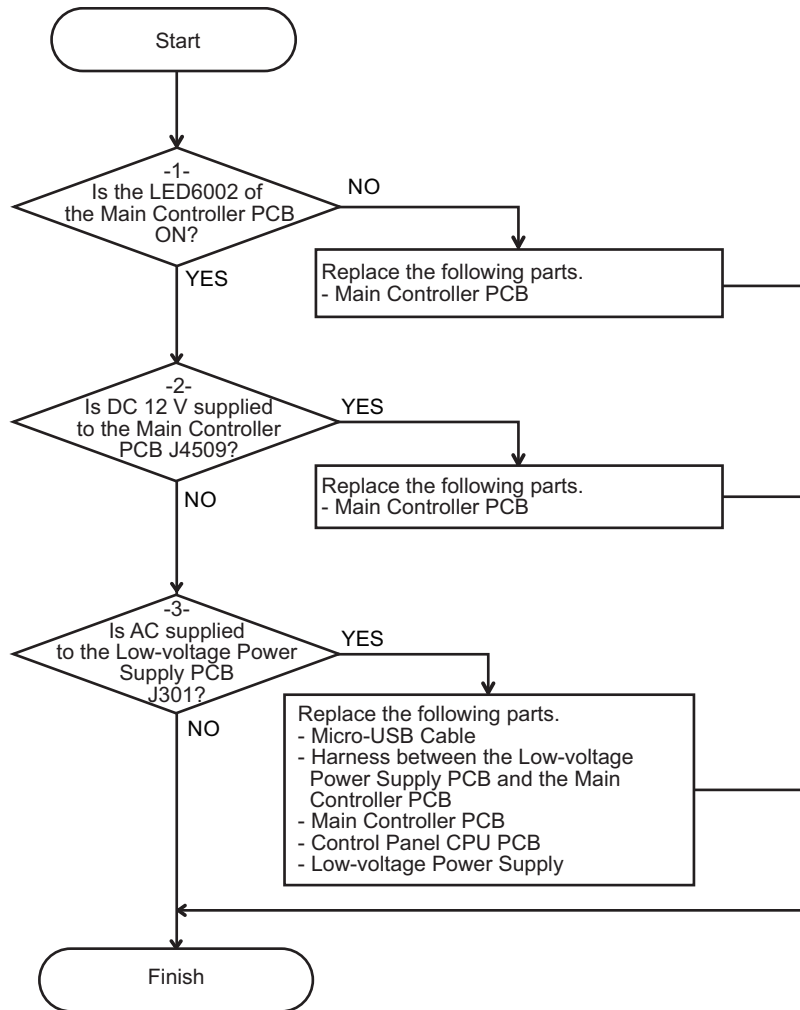 Start
-1-
Is the LED6002 of
the Main Controller PCB
ON?
NO
YES
Replace the following parts.
- Main Controller PCB
-2-
Is DC 12 V supplied
to the Main Controller
PCB J4509?
YES
NO
Replace the following parts.
- Main Controller PCB
-3-
Is AC supplied
to the Low-voltage Power
Supply PCB
J301?
YES
NO
Replace the following parts.
- Micro-USB Cable
- Harness between the Low-voltage
Power Supply PCB and the Main
Controller PCB
- Main Controller PCB
- Control Panel CPU PCB
- Low-voltage Power Supply
Finish